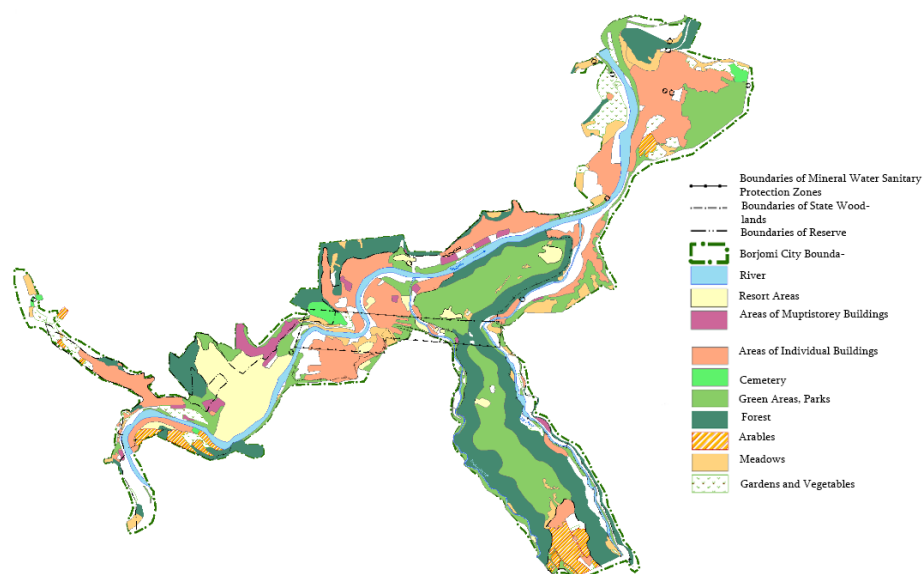 Boundaries of Mineral Water Sanitary
Protection Zones
Boundaries of State Wood-
lands
Boundaries of Reserve
Borjomi City Bounda-
River
Resort Areas
Areas of Muptistorey Buildings
Areas of Individual Buildings
Cemetery
Green Areas, Parks
Forest
Arables
Meadows
Gardens and Vegetables